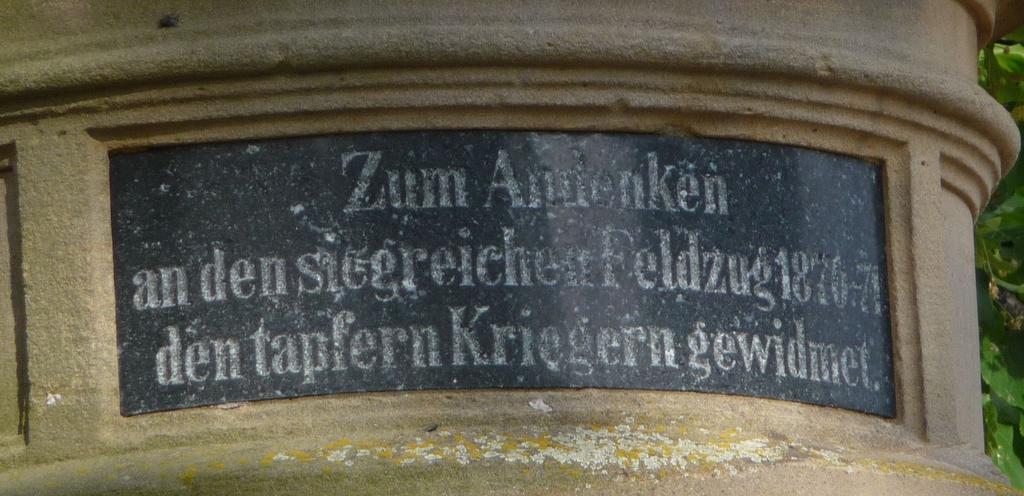 Zum Andenken
an den siegreichen Feldzug 1870-71
den tapfern Kriegern gewidmet.